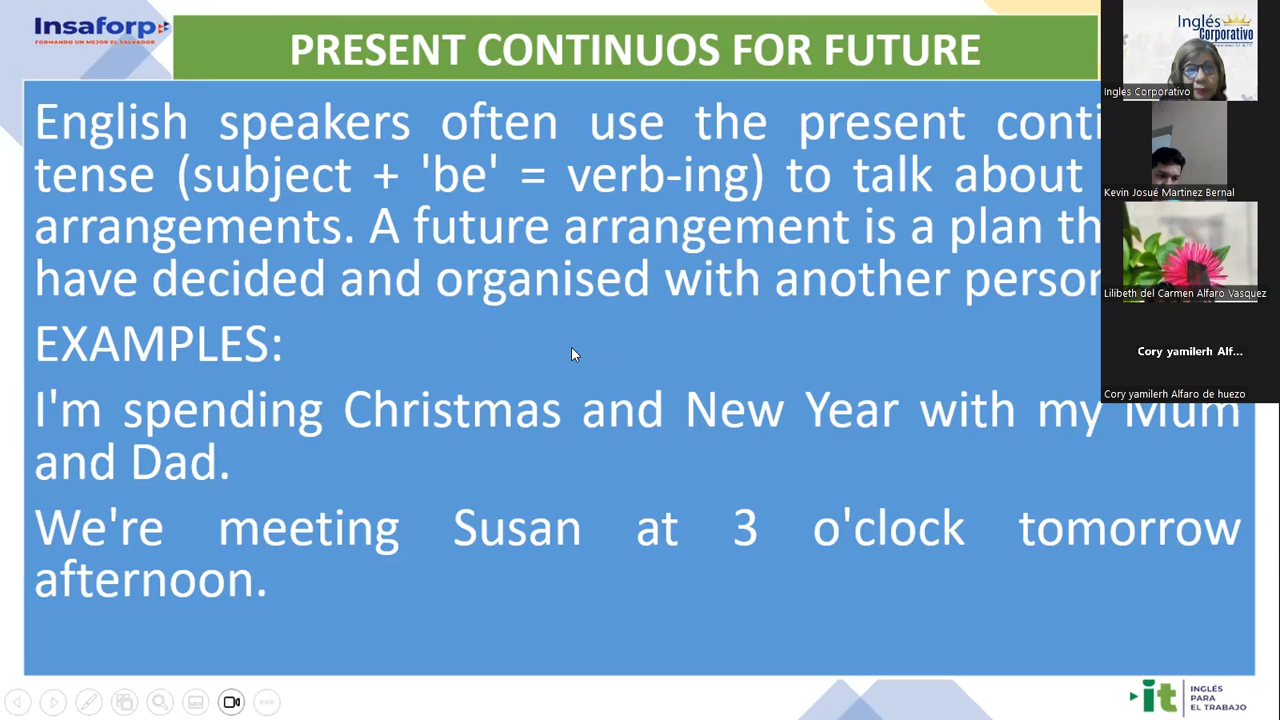 Insaforp
FORMANDO UN MEJOR EL SALVADOR
PRESENT CONTINUOS FOR FUTURE
English speakers often use the present conti
tense (subject + 'be' = verb-ing) to talk about
arrangements. A future arrangement is a plan th
have decided and organised with another person
EXAMPLES:
I'm spending Christmas and New Year with my Mum
and Dad.
We're meeting Susan at 3 o'clock tomorrow
afternoon.
Inglés
Corporativo
Ingles Corporativo
Kevin Josué Martinez Bernal
Lilibeth del Carmen Alfaro Vasquez
Cory yamilerh Alf...
Cory yamilerh Alfaro de huezo
it
INGLÉS
PARA
EL TRABAJO